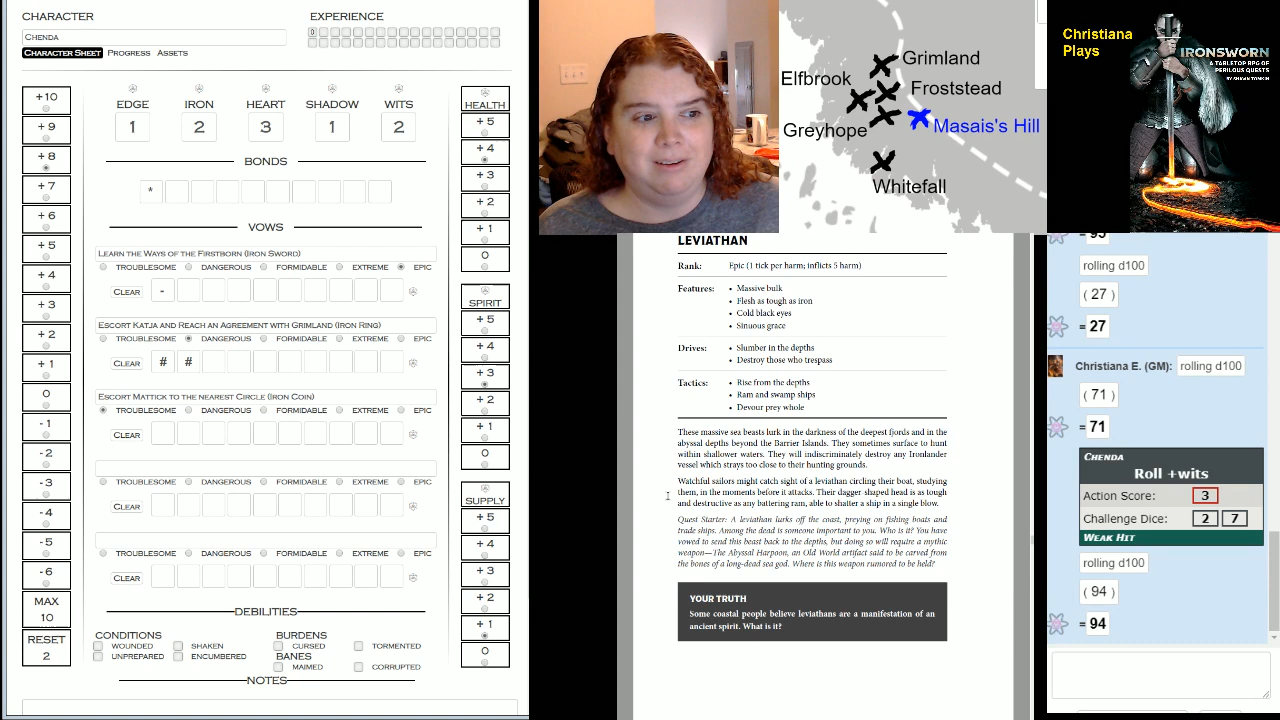 CHARACTER
Chenda
CHARACTER SHEET PROGRESS ASSETS
EXPERIENCE
0
+10
+9
+8
+7
+6
+5
+4
+3
+2
+1
0
-1
-2
-3
-4
-5
-6
MAX
10
RESET
2
EDGE IRON HEART SHADOW WITS
1 2 3 1 2
BONDS
*
VOWS
Learn the Ways of the Firstborn (Iron Sword)
TROUBLESOME DANGEROUS FORMIDABLE EXTREME EPIC
CLEAR -
Escort Katja and Reach an Agreement with Grimland (Iron Ring)
TROUBLESOME DANGEROUS FORMIDABLE EXTREME EPIC
CLEAR # #
Escort Mattick to the nearest Circle (Iron Coin)
TROUBLESOME DANGEROUS FORMIDABLE EXTREME EPIC
CLEAR
TROUBLESOME DANGEROUS FORMIDABLE EXTREME EPIC
CLEAR
TROUBLESOME DANGEROUS FORMIDABLE EXTREME EPIC
CLEAR
DEBILITIES
CONDITIONS
WOUNDED SHAKEN
UNPREPARED ENCUMBERED
BURDENS
CURSED TORMENTED
BANES
MAIMED CORRUPTED
NOTES
HEALTH
+5
+4
+3
+2
+1
0
SPIRIT
+5
+4
+3
+2
+1
0
SUPPLY
+5
+4
+3
+2
+1
0
Grimland
Elfbrook
Froststead
Greyhope
Masais's Hill
Whitefall
Christiana
Plays
IRONSWORN
A TABLETOP RPG OF
PERILOUS QUESTS
BY SHAWN TOMKIN
LEVIATHAN
Rank: Epic (1 tick per harm; inflicts 5 harm)
Features: • Massive bulk
• Flesh as tough as iron
• Cold black eyes
• Sinuous grace
Drives: • Slumber in the depths
• Destroy those who trespass
Tactics: • Rise from the depths
• Ram and swamp ships
• Devour prey whole
These massive sea beasts lurk in the darkness of the deepest fjords and in the
abyssal depths beyond the Barrier Islands. They sometimes surface to hunt
within shallower waters. They will indiscriminately destroy any Ironlander
vessel which strays too close to their hunting grounds.
Watchful sailors might catch sight of a leviathan circling their boat, studying
them, in the moments before it attacks. Their dagger-shaped head is as tough
and destructive as any battering ram, able to shatter a ship in a single blow.
Quest Starter: A leviathan lurks off the coast, preying on fishing boats and
trade ships. Among the dead is someone important to you. Who is it? You have
vowed to send this beast back to the depths, but doing so will require a mythic
weapon—The Abyssal Harpoon, an Old World artifact said to be carved from
the bones of a long-dead sea god. Where is this weapon rumored to be held?
YOUR TRUTH
Some coastal people believe leviathans are a manifestation of an
ancient spirit. What is it?
rolling d100
( 27 )
= 27
Christiana E. (GM): rolling d100
( 71 )
= 71
Chenda
Roll +wits
Action Score: 3
Challenge Dice: 2 7
WEAK HIT
rolling d100
( 94 )
= 94